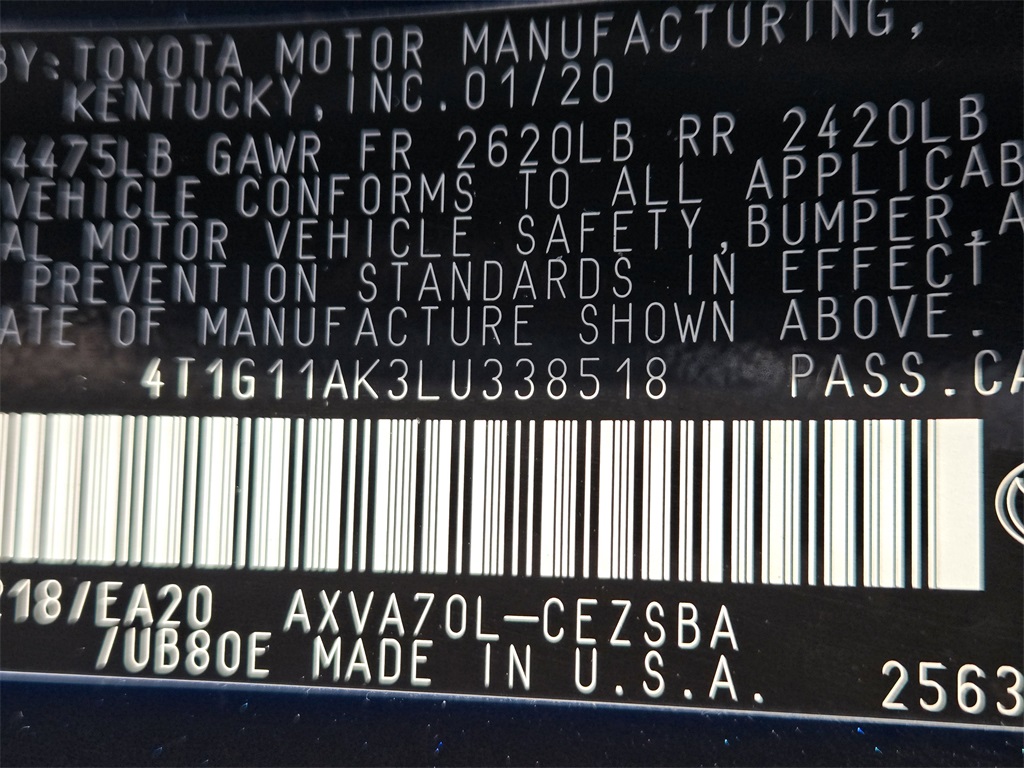 BY: TOYOTA MOTOR MANUFACTURING,
KENTUCKY, INC. 01/20
4475LB GAWR FR 2620LB RR 2420LB
VEHICLE CONFORMS TO ALL APPLICAB
AL MOTOR VEHICLE SAFETY, BUMPER, A
PREVENTION STANDARDS IN EFFECT
ATE OF MANUFACTURE SHOWN ABOVE.
4T1G11AK3LU338518 PASS.CA
218/EA20 AXVA70L-CEZSBA
/UB80E MADE IN U.S.A.
2563